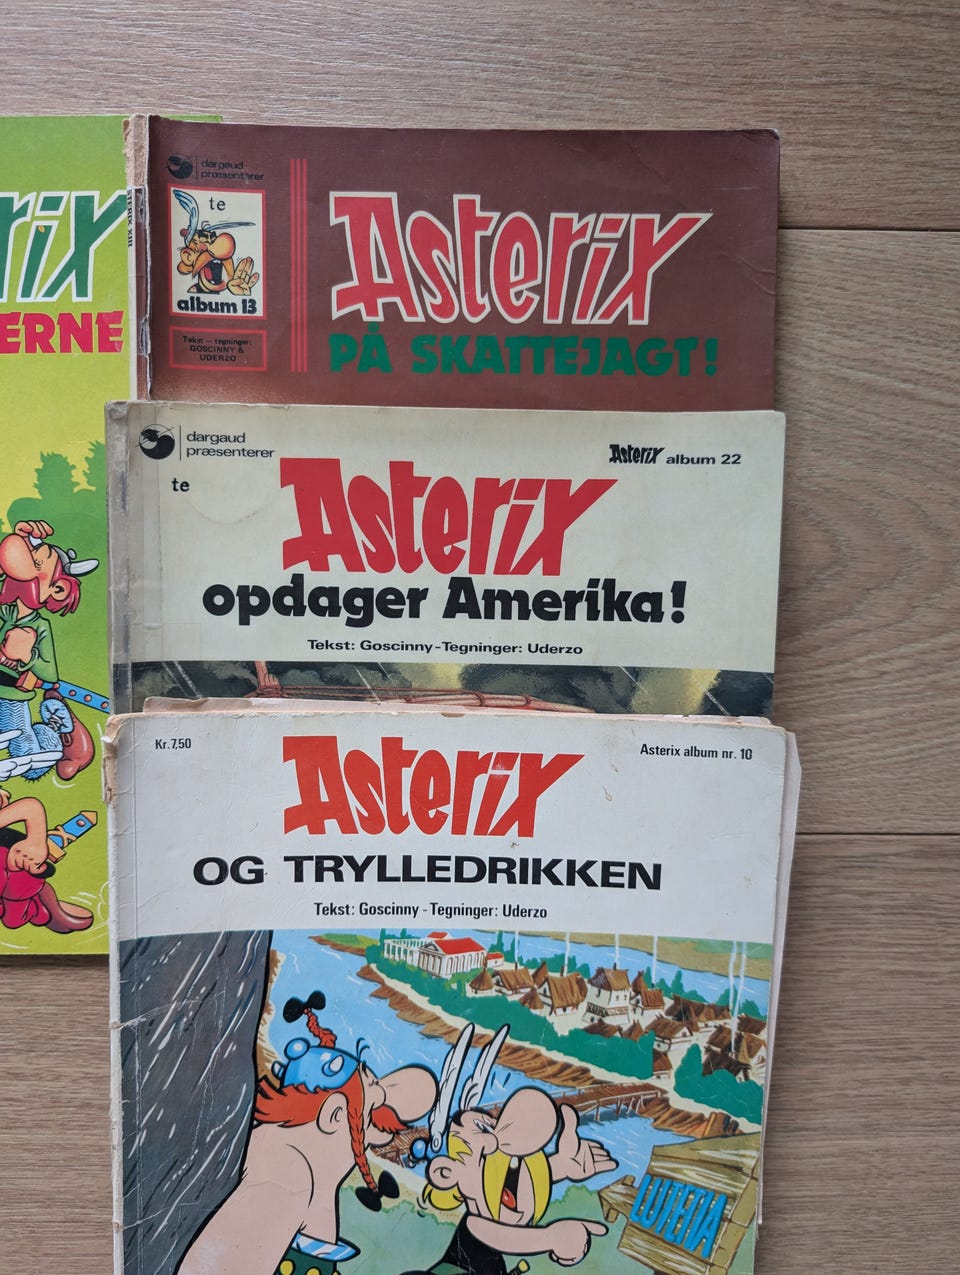 rix
ERNE
STERIX XIII
dargaud
præsenterer
te
album 13
Tekst – tegninger:
GOSCINNY &
UDERZO
Asterix
PÅ SKATTEJAGT!
dargaud
præsenterer
te
Asterix album 22
Asterix
opdager Amerika!
Tekst: Goscinny - Tegninger: Uderzo
Kr. 7,50
Asterix album nr. 10
Asterix
OG TRYLLEDRIKKEN
Tekst: Goscinny - Tegninger: Uderzo
LUTETIA